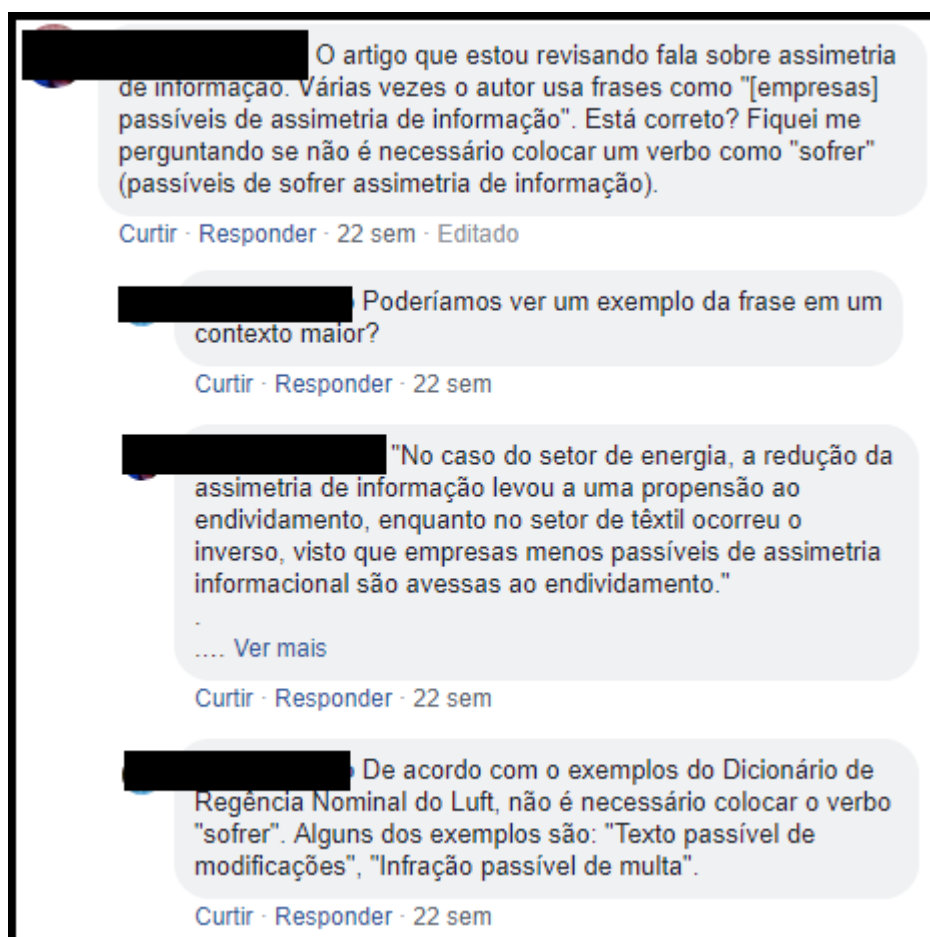 O artigo que estou revisando fala sobre assimetria
de informação. Várias vezes o autor usa frases como "[empresas]
passíveis de assimetria de informação". Está correto? Fiquei me
perguntando se não é necessário colocar um verbo como "sofrer"
(passíveis de sofrer assimetria de informação).
Curtir · Responder · 22 sem · Editado
Poderíamos ver um exemplo da frase em um
contexto maior?
Curtir · Responder · 22 sem
"No caso do setor de energia, a redução da
assimetria de informação levou a uma propensão ao
endividamento, enquanto no setor de têxtil ocorreu o
inverso, visto que empresas menos passíveis de assimetria
informacional são avessas ao endividamento."
.
.... Ver mais
Curtir · Responder · 22 sem
De acordo com o exemplos do Dicionário de
Regência Nominal do Luft, não é necessário colocar o verbo
"sofrer". Alguns dos exemplos são: "Texto passível de
modificações", "Infração passível de multa".
Curtir · Responder · 22 sem